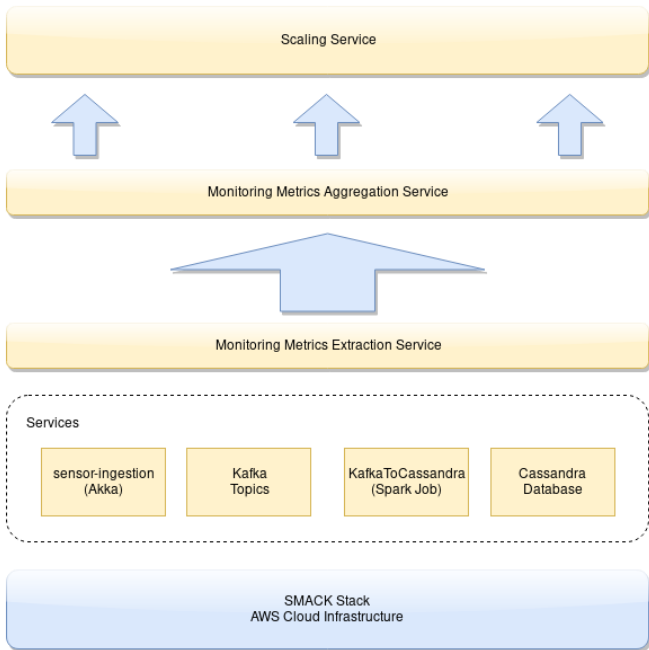 Scaling Service
Monitoring Metrics Aggregation Service
Monitoring Metrics Extraction Service
Services
sensor-ingestion
(Akka)
Kafka
Topics
KafkaToCassandra
(Spark Job)
Cassandra
Database
SMACK Stack
AWS Cloud Infrastructure